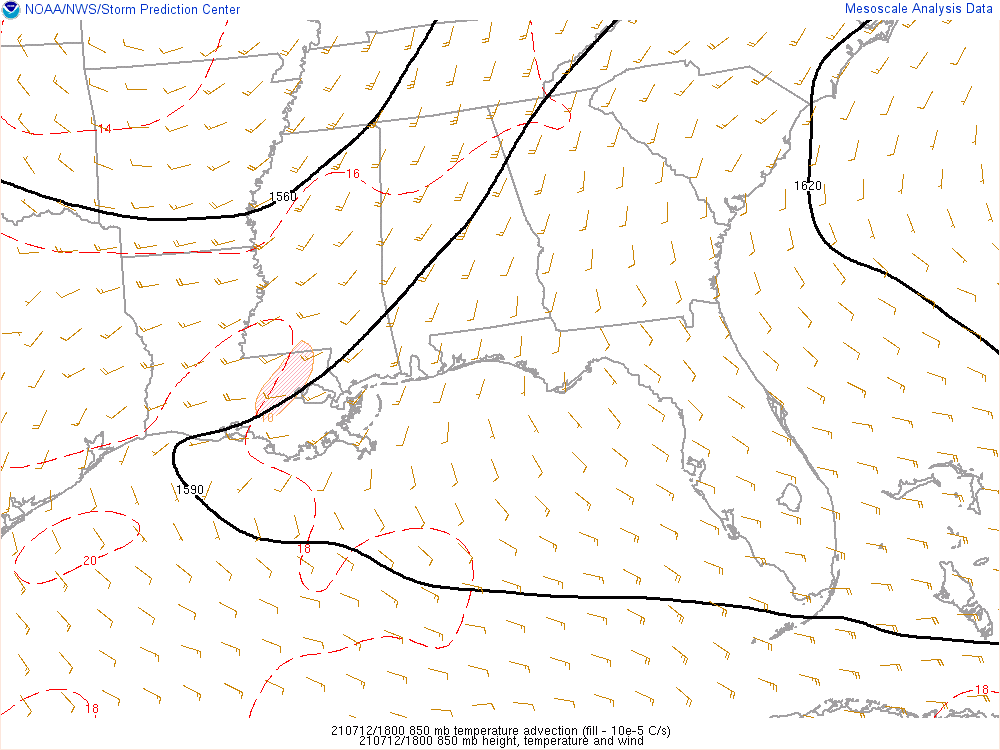 NOAA/NWS/Storm Prediction Center
Mesoscale Analysis Data
14
16
1560
1620
18
1590
18
20
18
18
210712/1800 850 mb temperature advection (fill - 10e-5 C/s)
210712/1800 850 mb height, temperature and wind